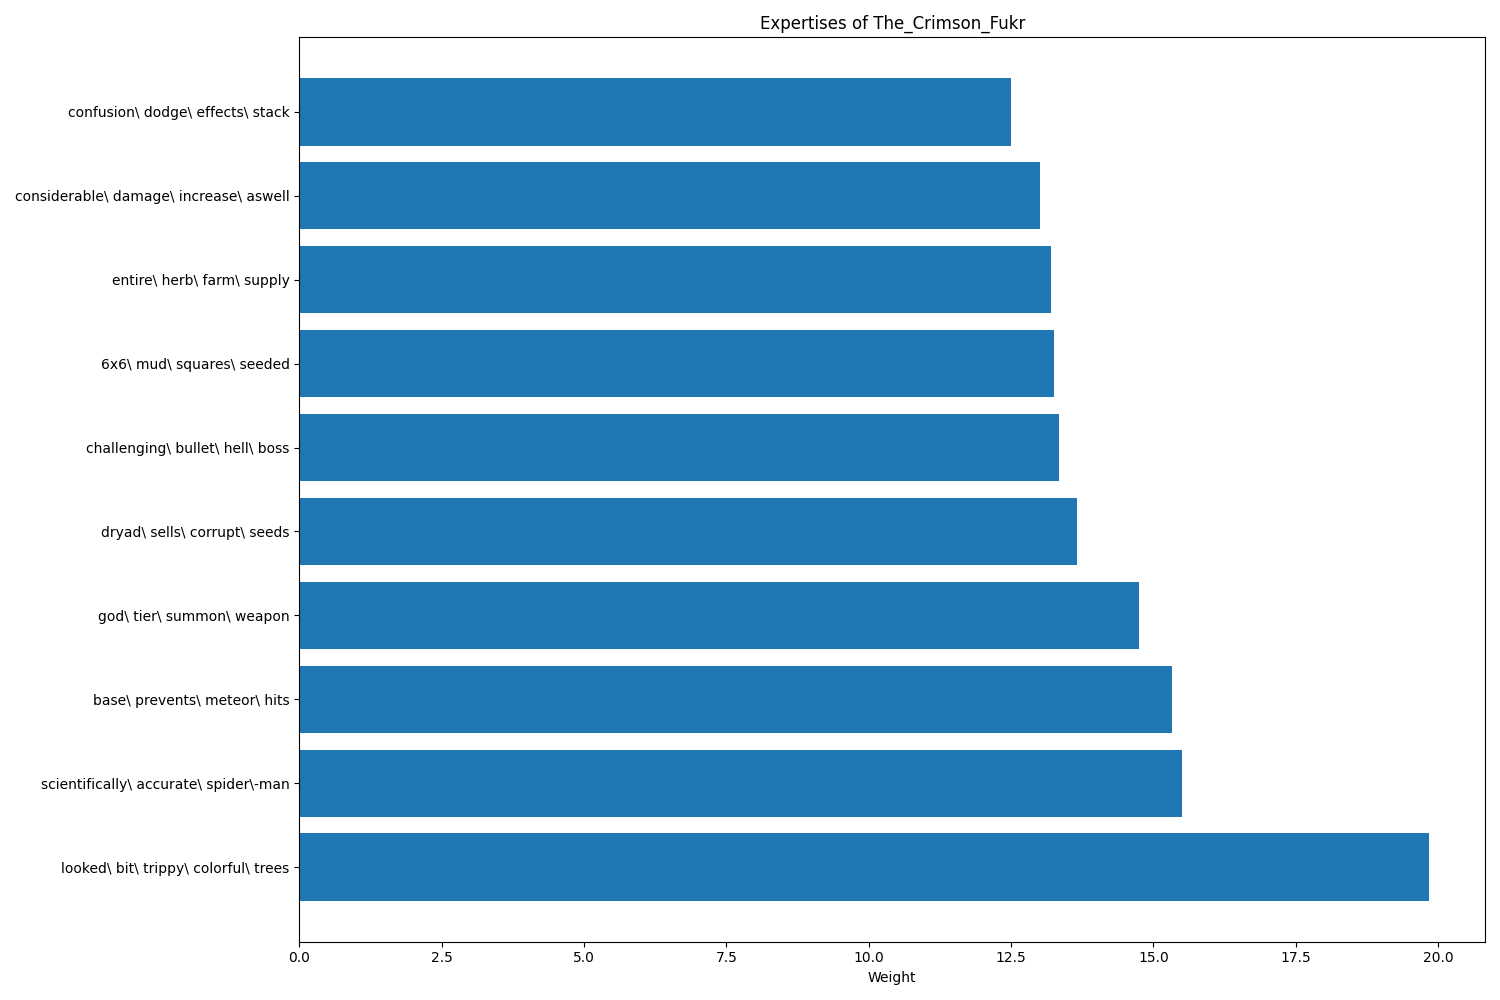 Expertises of The_Crimson_Fukr
confusion\ dodge\ effects\ stack
considerable\ damage\ increase\ aswell
entire\ herb\ farm\ supply
6x6\ mud\ squares\ seeded
challenging\ bullet\ hell\ boss
dryad\ sells\ corrupt\ seeds
god\ tier\ summon\ weapon
base\ prevents\ meteor\ hits
scientifically\ accurate\ spider\-man
looked\ bit\ trippy\ colorful\ trees
0.0 2.5 5.0 7.5 10.0 12.5 15.0 17.5 20.0
Weight